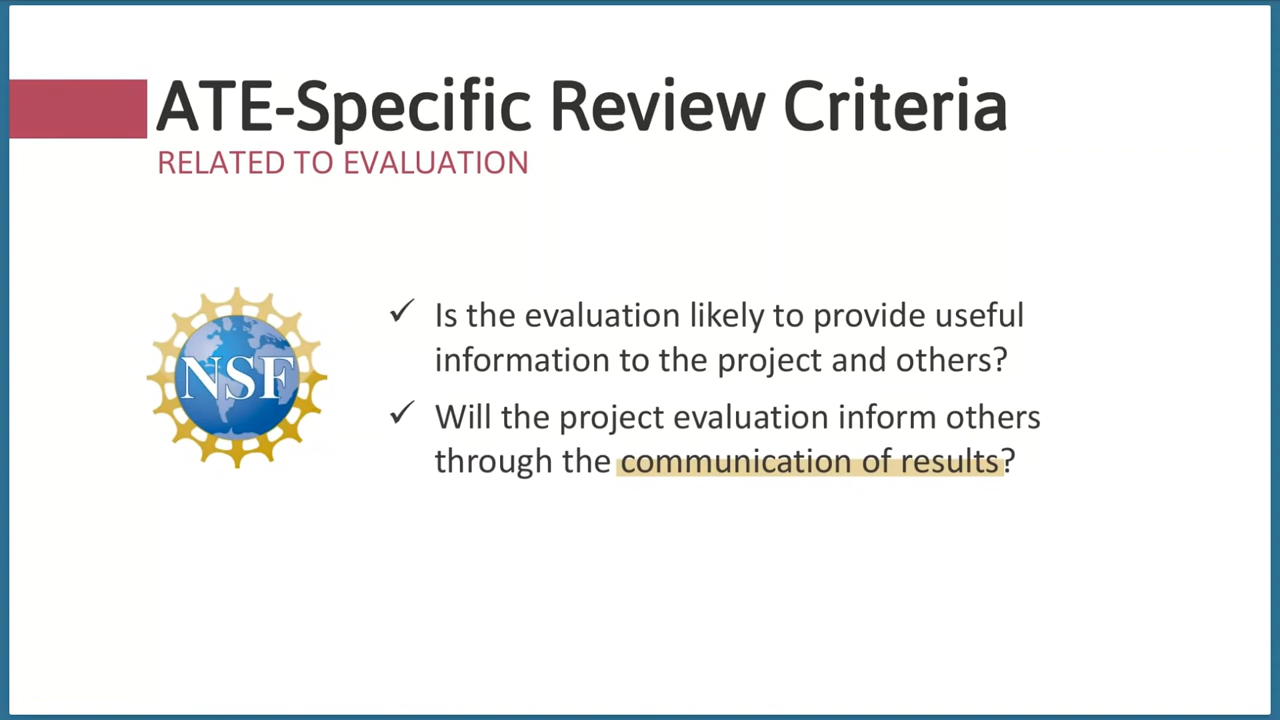 ATE-Specific Review Criteria
RELATED TO EVALUATION
NSF
✓ Is the evaluation likely to provide useful
information to the project and others?
✓ Will the project evaluation inform others
through the communication of results?